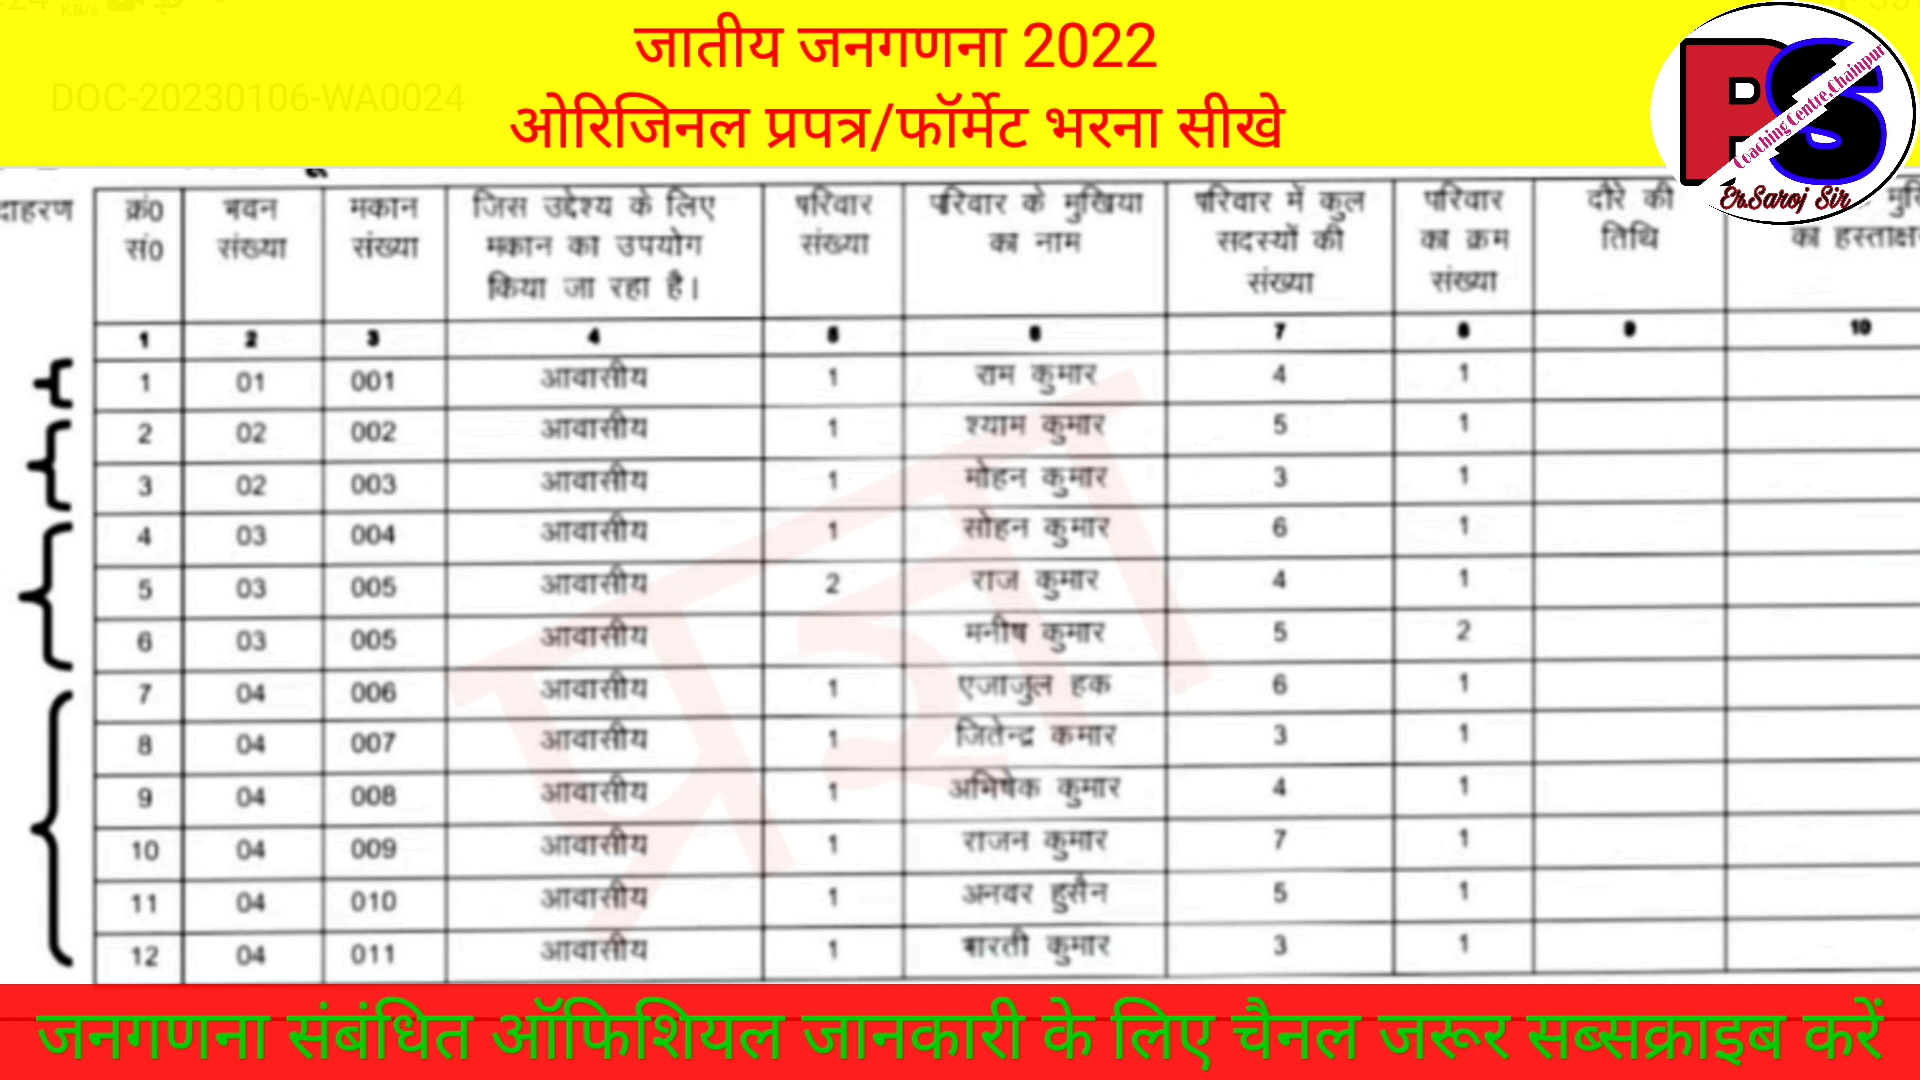 DOC-20230106-WA0024
KB/s
जातीय जनगणना 2022
ओरिजिनल प्रपत्र/फॉर्मेट भरना सीखे
PS
Coaching Centre,Chainpur
Er.Saroj Sir
दाहरण
क्रं0 सं0 भवन संख्या मकान संख्या जिस उद्देश्य के लिए मकान का उपयोग किया जा रहा है। परिवार संख्या परिवार के मुखिया का नाम परिवार में कुल सदस्यों की संख्या परिवार का क्रम संख्या दौरे की तिथि का हस्ताक्ष
1 2 3 4 5 6 7 8 9 10
1 01 001 आवासीय 1 राम कुमार 4 1
2 02 002 आवासीय 1 श्याम कुमार 5 1
3 02 003 आवासीय 1 मोहन कुमार 3 1
4 03 004 आवासीय 1 सोहन कुमार 6 1
5 03 005 आवासीय 2 राज कुमार 4 1
6 03 005 आवासीय मनीष कुमार 5 2
7 04 006 आवासीय 1 एजाजुल हक 6 1
8 04 007 आवासीय 1 जितेन्द्र कमार 3 1
9 04 008 आवासीय 1 अभिषेक कुमार 4 1
10 04 009 आवासीय 1 राजन कुमार 7 1
11 04 010 आवासीय 1 अनवर हुसैन 5 1
12 04 011 आवासीय 1 भारती कुमार 3 1
जनगणना संबंधित ऑफिशियल जानकारी के लिए चैनल जरूर सब्सक्राइब करें